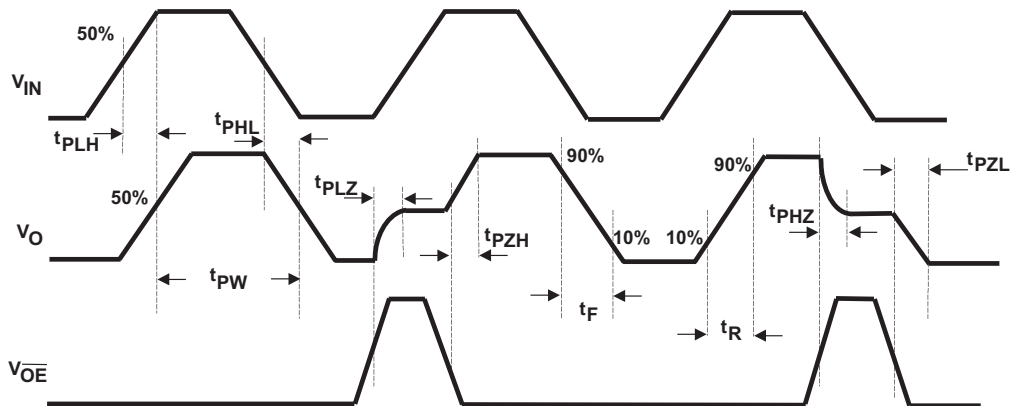 50%
VIN
tPLH
tPHL
50%
VO
tPLZ
tPZH
90%
10%
10%
90%
tPHZ
tPZL
tPW
tF
tR
VOE